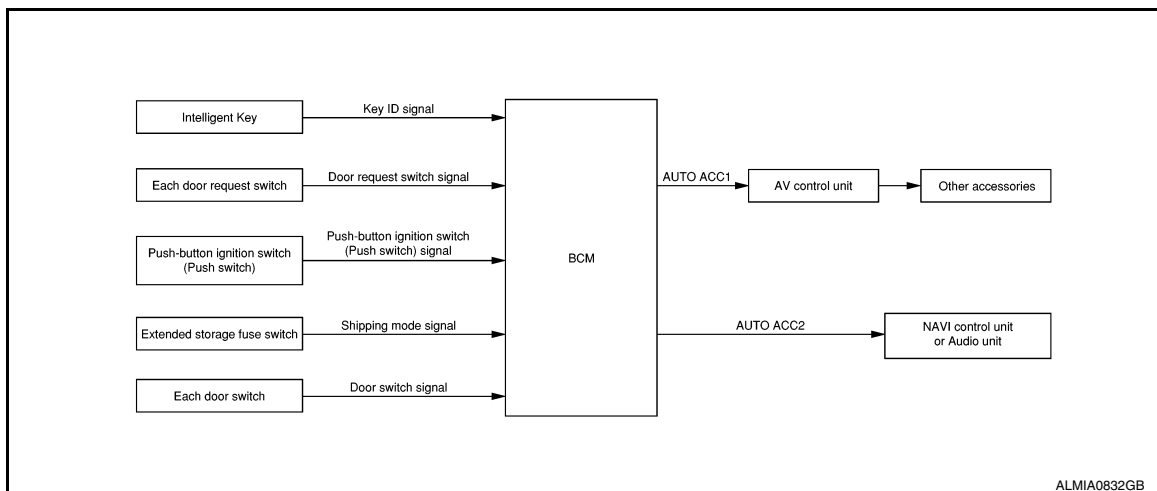 Intelligent Key
Key ID signal
Each door request switch
Door request switch signal
Push-button ignition switch
(Push switch)
Push-button ignition switch
(Push switch) signal
Extended storage fuse switch
Shipping mode signal
Each door switch
Door switch signal
BCM
AUTO ACC1
AV control unit
Other accessories
AUTO ACC2
NAVI control unit
or Audio unit
ALMIA0832GB